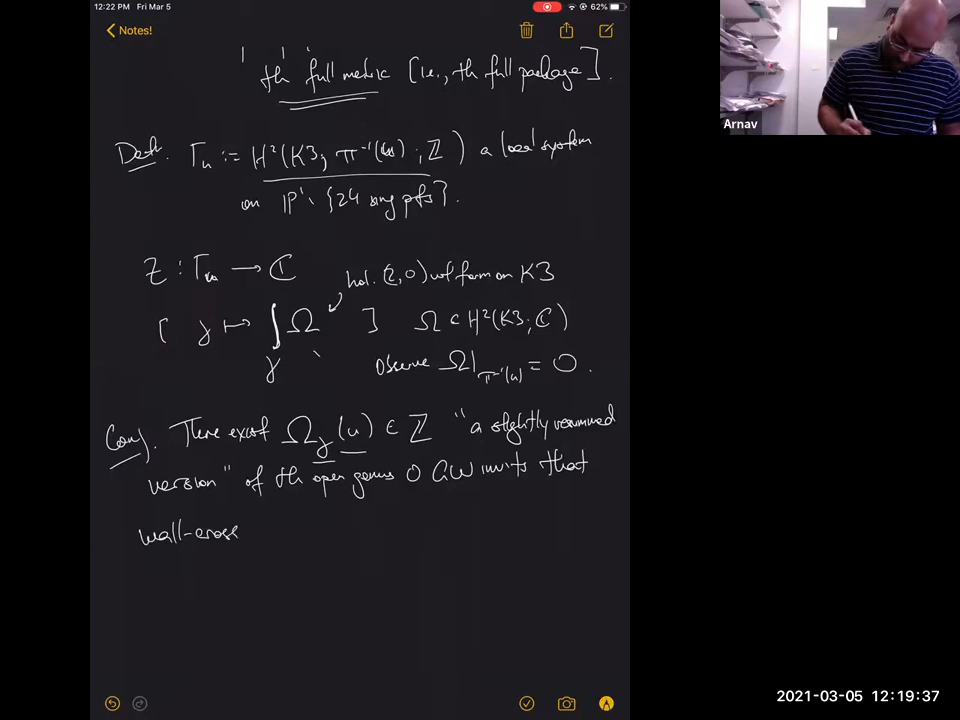 12:22 PM Fri Mar 5
62%
Notes!
the full metric [i.e., the full package].
Defn. Γ_u := H²(K3, π⁻¹(u); ℤ) a local system
on ℙ¹ \ {24 sing pts}.
Z : Γ_u → ℂ
hol. (2,0) vol form on K3
[ γ ↦ ∫_γ Ω ] Ω ∈ H²(K3; ℂ)
Observe Ω|_{π⁻¹(u)} = 0.
Conj. There exist Ω_γ(u) ∈ ℤ "a slightly resummed
version" of the open genus 0 GW invts that
wall-cross
Arnav
2021-03-05 12:19:37